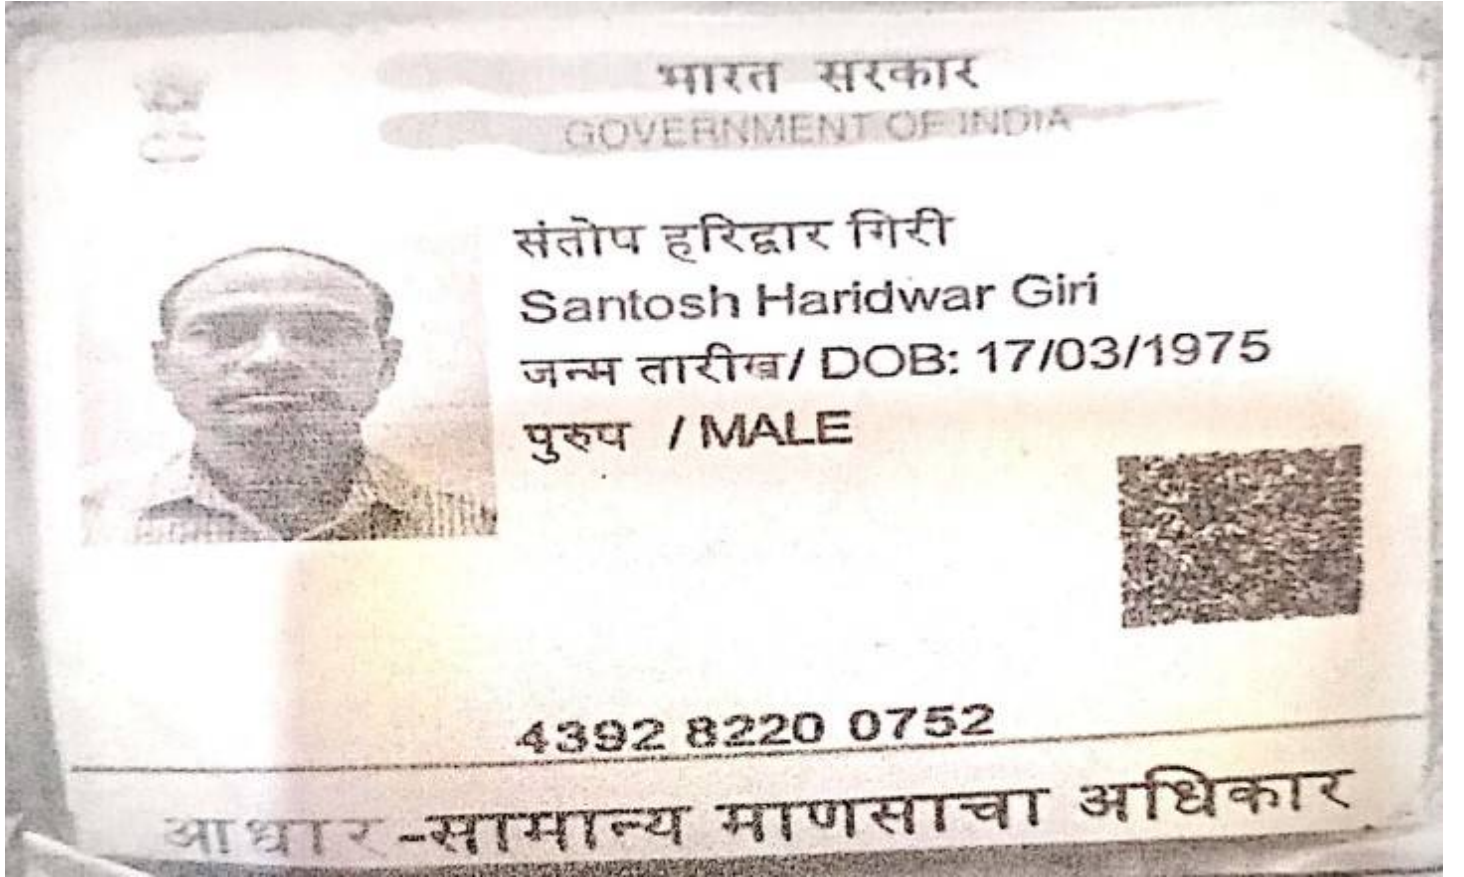 भारत सरकार
GOVERNMENT OF INDIA
संतोप हरिद्वार गिरी
Santosh Haridwar Giri
जन्म तारीख/ DOB: 17/03/1975
पुरुप / MALE
4392 8220 0752
आधार-सामान्य माणसाचा अधिकार